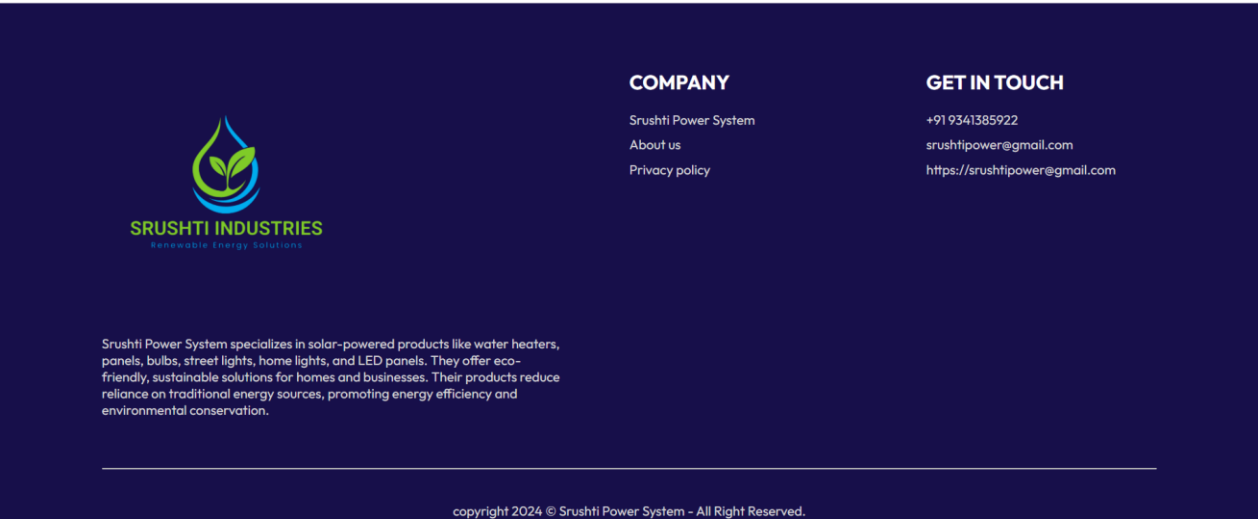 SRUSHTI INDUSTRIES
Renewable Energy Solutions
Srushti Power System specializes in solar-powered products like water heaters,
panels, bulbs, street lights, home lights, and LED panels. They offer eco-
friendly, sustainable solutions for homes and businesses. Their products reduce
reliance on traditional energy sources, promoting energy efficiency and
environmental conservation.
COMPANY
Srushti Power System
About us
Privacy policy
GET IN TOUCH
+91 9341385922
srushtipower@gmail.com
https://srushtipower@gmail.com
copyright 2024 © Srushti Power System - All Right Reserved.